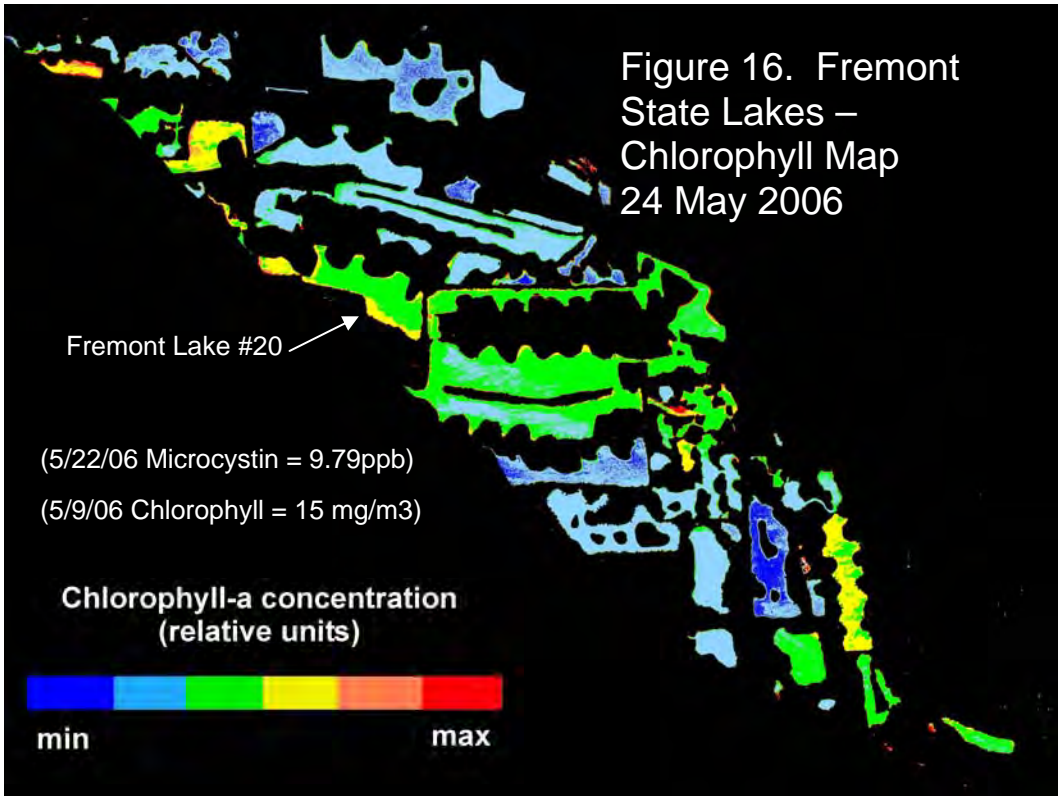 Figure 16. Fremont
State Lakes –
Chlorophyll Map
24 May 2006
Fremont Lake #20
(5/22/06 Microcystin = 9.79ppb)
(5/9/06 Chlorophyll = 15 mg/m3)
Chlorophyll-a concentration
(relative units)
min max